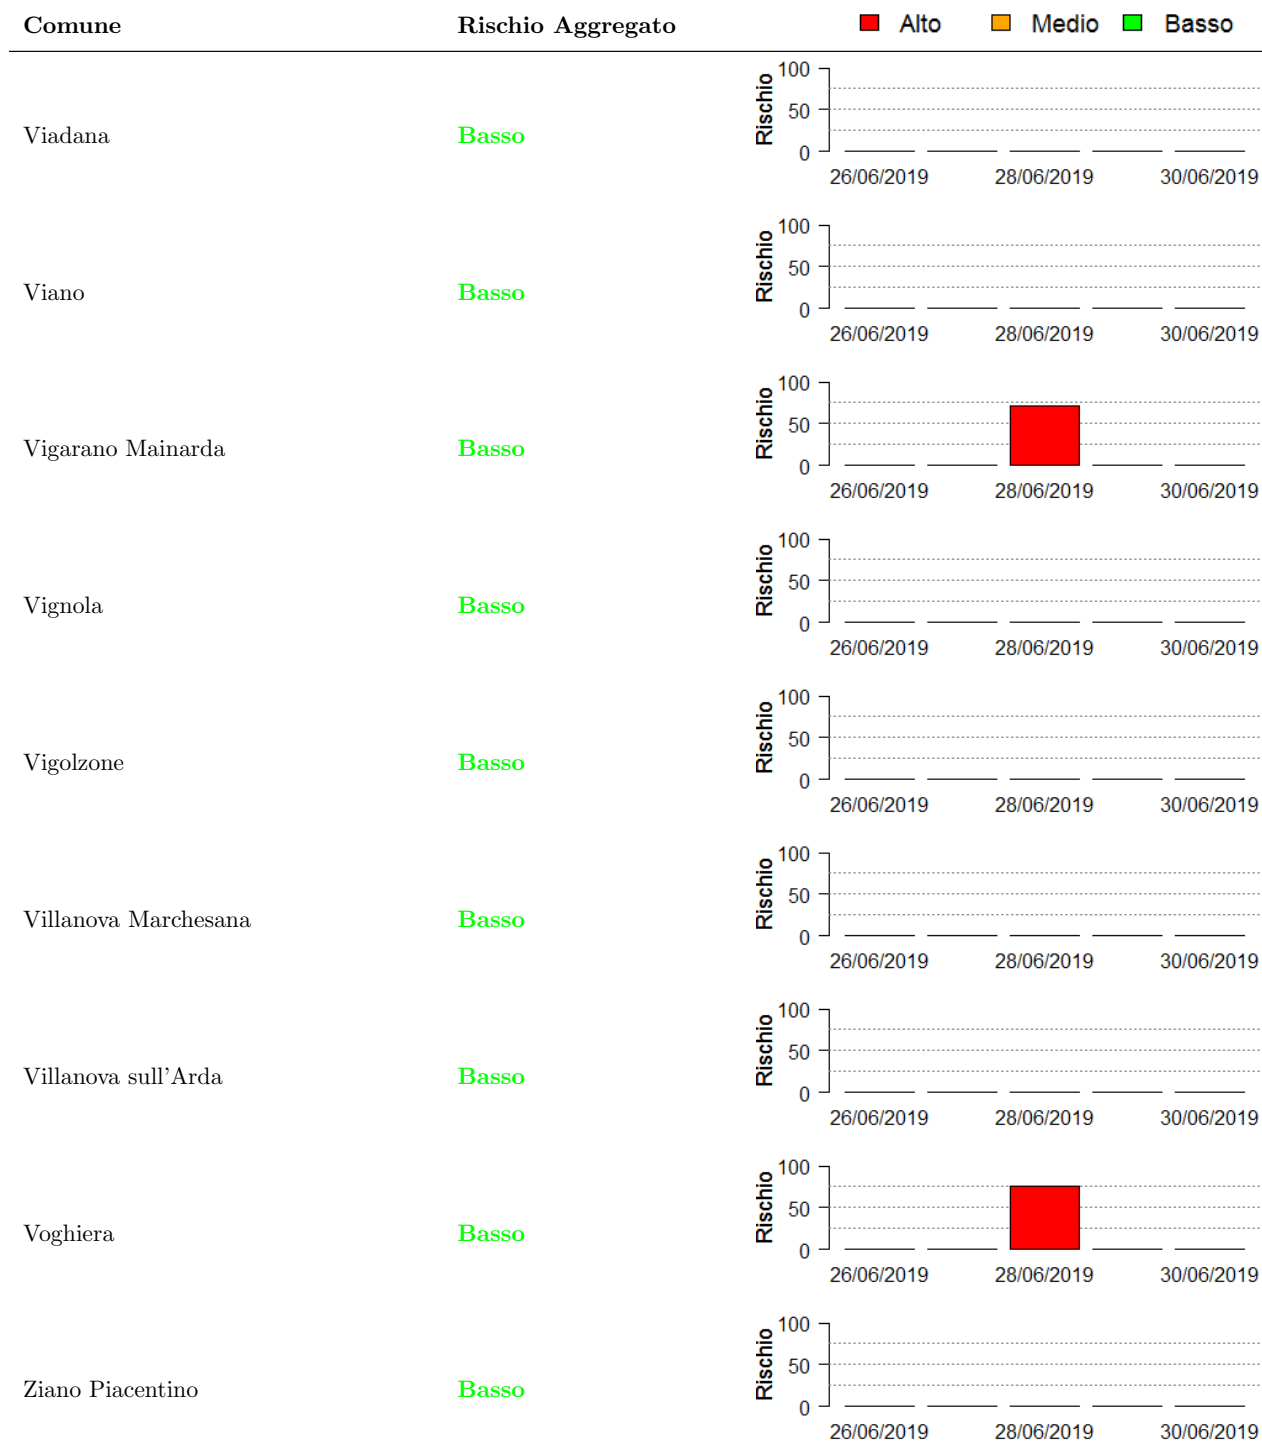 Comune Rischio Aggregato Alto Medio Basso
100
50
0
Rischio
Viadana Basso
26/06/2019 28/06/2019 30/06/2019
100
50
0
Rischio
Viano Basso
26/06/2019 28/06/2019 30/06/2019
100
50
0
Rischio
Vigarano Mainarda Basso
26/06/2019 28/06/2019 30/06/2019
100
50
0
Rischio
Vignola Basso
26/06/2019 28/06/2019 30/06/2019
100
50
0
Rischio
Vigolzone Basso
26/06/2019 28/06/2019 30/06/2019
100
50
0
Rischio
Villanova Marchesana Basso
26/06/2019 28/06/2019 30/06/2019
100
50
0
Rischio
Villanova sull'Arda Basso
26/06/2019 28/06/2019 30/06/2019
100
50
0
Rischio
Voghiera Basso
26/06/2019 28/06/2019 30/06/2019
100
50
0
Rischio
Ziano Piacentino Basso
26/06/2019 28/06/2019 30/06/2019